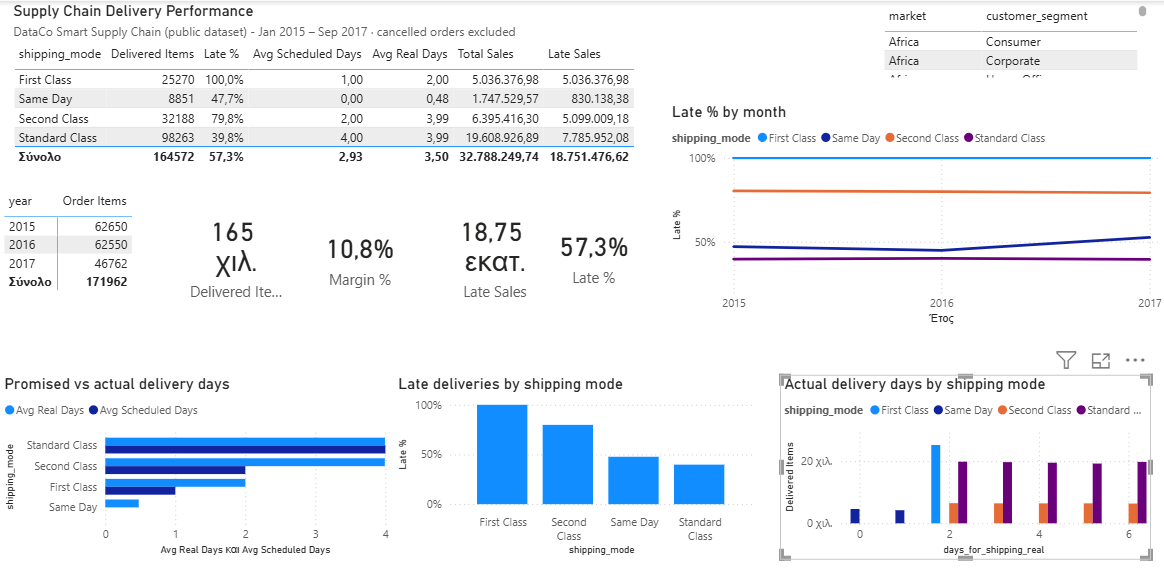 Supply Chain Delivery Performance
DataCo Smart Supply Chain (public dataset) - Jan 2015 – Sep 2017 · cancelled orders excluded
shipping_mode Delivered Items Late % Avg Scheduled Days Avg Real Days Total Sales Late Sales
First Class 25270 100,0% 1,00 2,00 5.036.376,98 5.036.376,98
Same Day 8851 47,7% 0,00 0,48 1.747.529,57 830.138,38
Second Class 32188 79,8% 2,00 3,99 6.395.416,30 5.099.009,18
Standard Class 98263 39,8% 4,00 3,99 19.608.926,89 7.785.952,08
Σύνολο 164572 57,3% 2,93 3,50 32.788.249,74 18.751.476,62
market customer_segment
Africa Consumer
Africa Corporate
Late % by month
shipping_mode First Class Same Day Second Class Standard Class
100%
50%
Late %
2015 2016 2017
Έτος
year Order Items
2015 62650
2016 62550
2017 46762
Σύνολο 171962
165
χιλ.
Delivered Ite...
10,8%
Margin %
18,75
εκατ.
Late Sales
57,3%
Late %
Promised vs actual delivery days
Avg Real Days Avg Scheduled Days
shipping_mode
Standard Class
Second Class
First Class
Same Day
0 1 2 3 4
Avg Real Days και Avg Scheduled Days
Late deliveries by shipping mode
100%
50%
0%
Late %
First Class Second Class Same Day Standard Class
shipping_mode
Actual delivery days by shipping mode
shipping_mode First Class Same Day Second Class Standard ...
Delivered Items
20 χιλ.
0 χιλ.
0 2 4 6
days_for_shipping_real